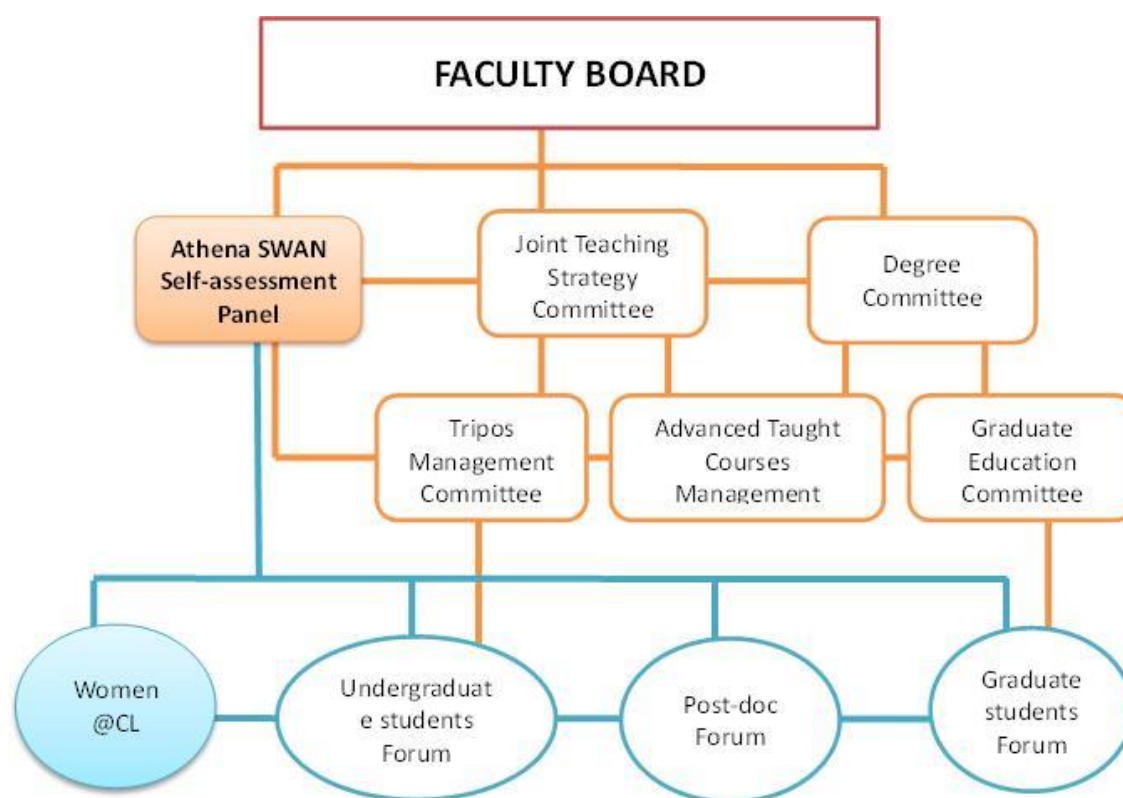 FACULTY BOARD
Athena SWAN
Self-assessment
Panel
Joint Teaching
Strategy
Committee
Degree
Committee
Tripos
Management
Committee
Advanced Taught
Courses
Management
Graduate
Education
Committee
Women
@CL
Undergraduat
e students
Forum
Post-doc
Forum
Graduate
students
Forum